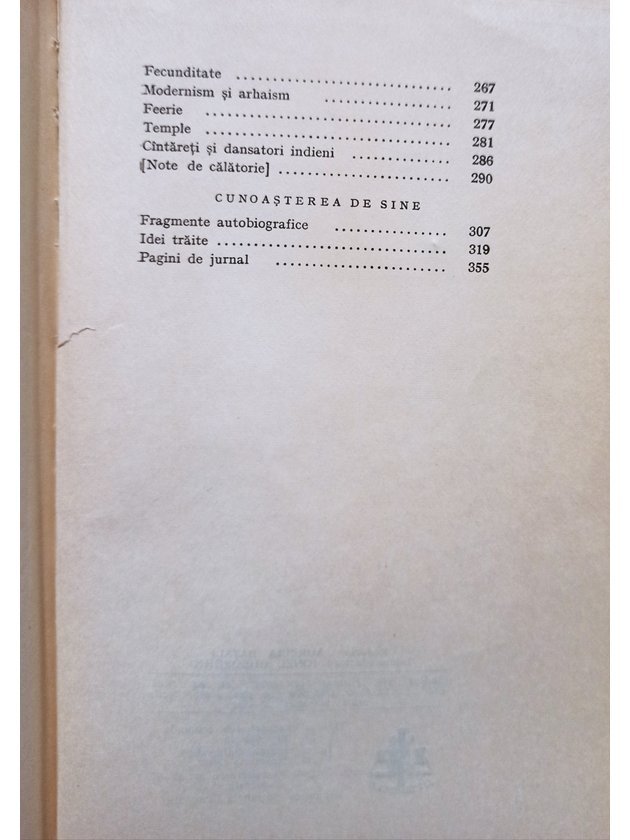 Fecunditate .............................. 267
Modernism și arhaism .................. 271
Feerie .................................. 277
Temple .................................. 281
Cîntăreți și dansatori indieni ............ 286
[Note de călătorie] ........................ 290
CUNOAȘTEREA DE SINE
Fragmente autobiografice ................ 307
Idei trăite ................................ 319
Pagini de jurnal ........................ 355